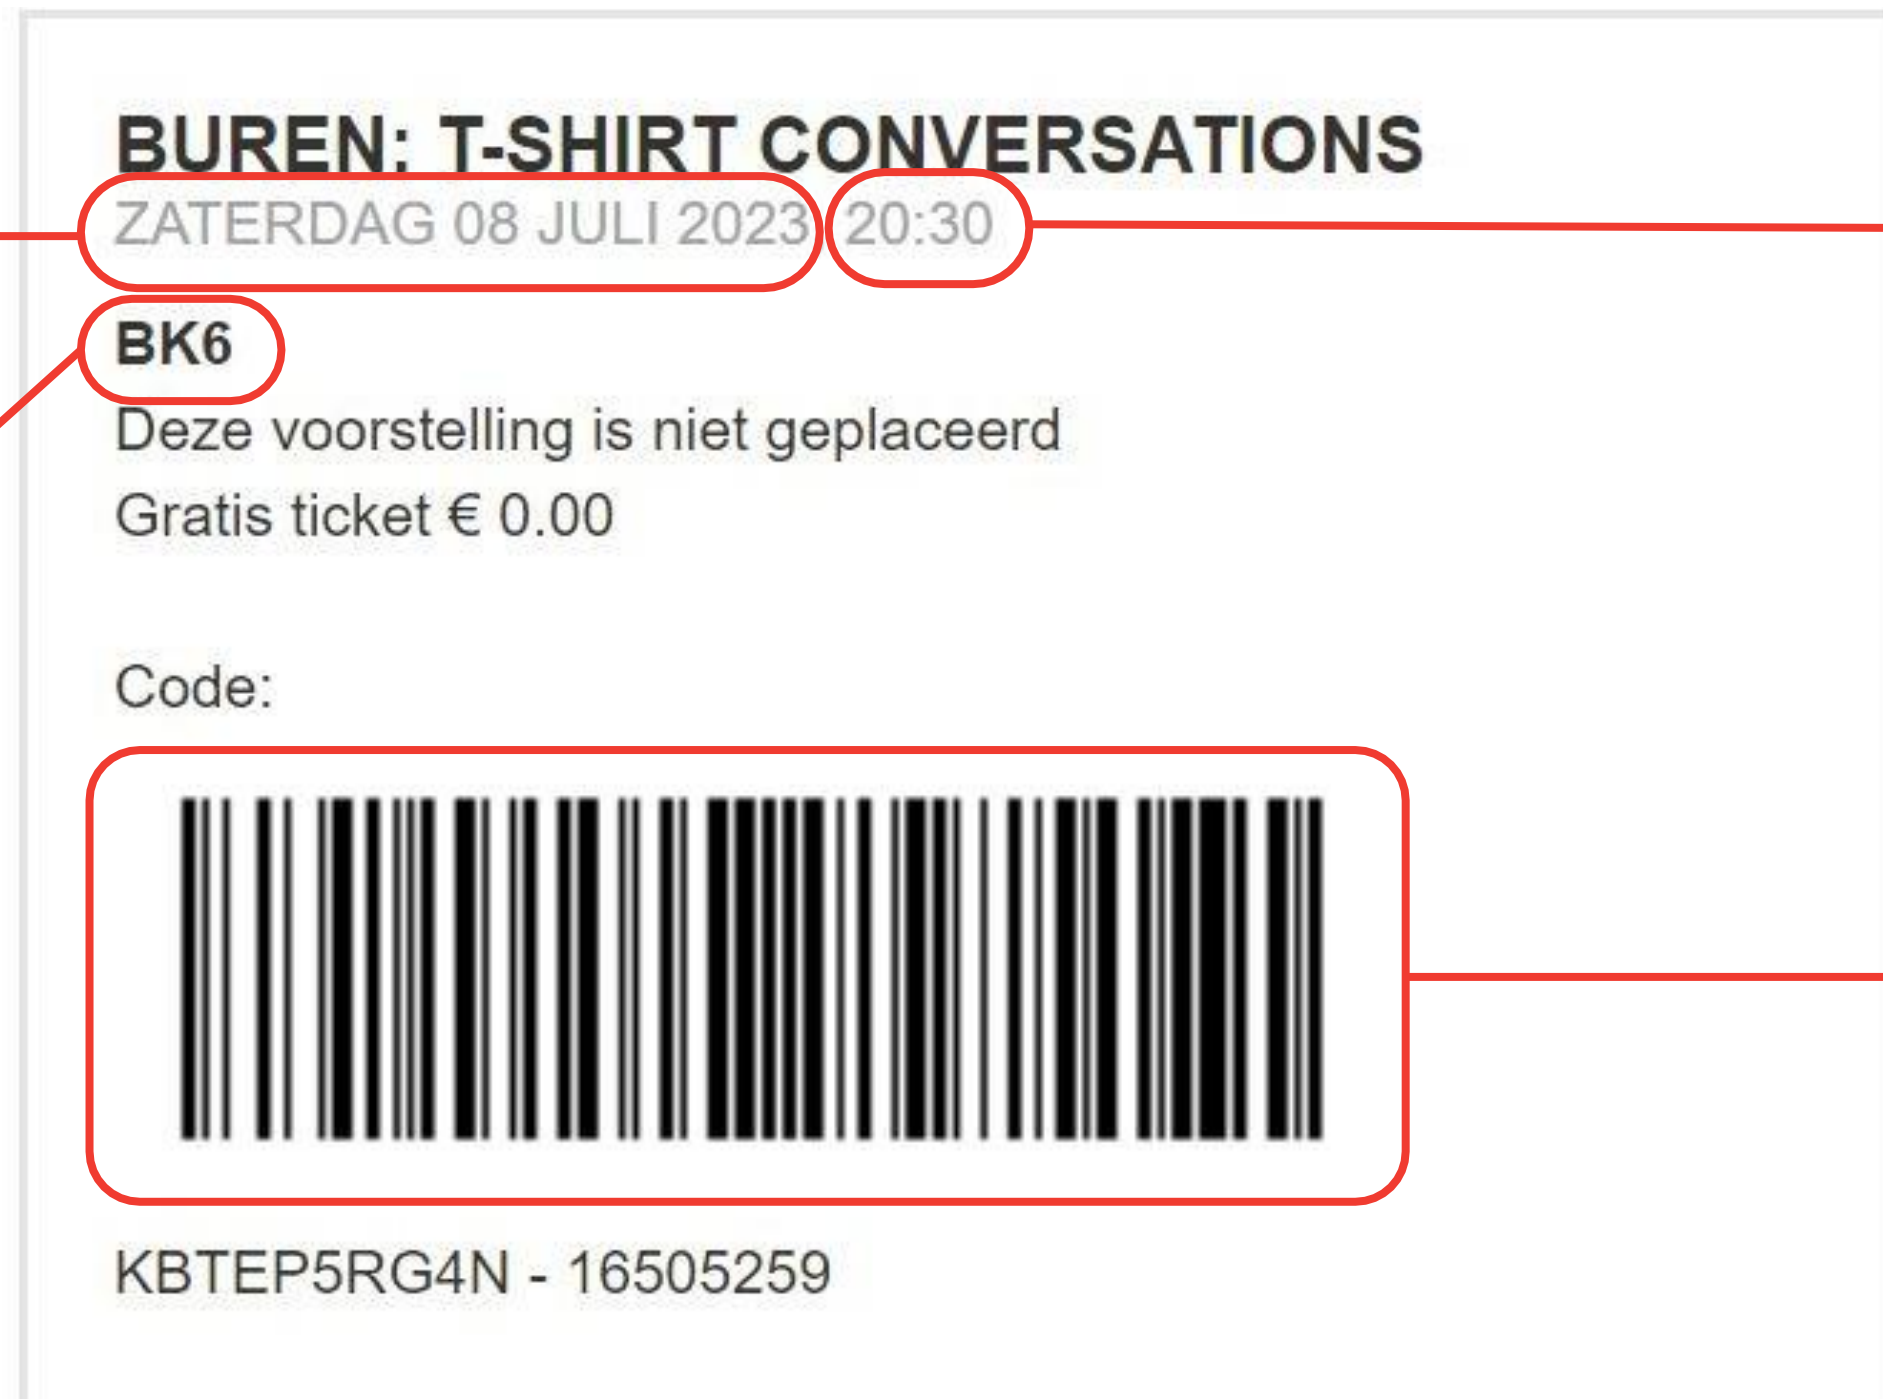 BUREN: T-SHIRT CONVERSATIONS
ZATERDAG 08 JULI 2023 20:30
BK6
Deze voorstelling is niet geplaceerd
Gratis ticket € 0.00
Code:
KBTEP5RG4N - 16505259